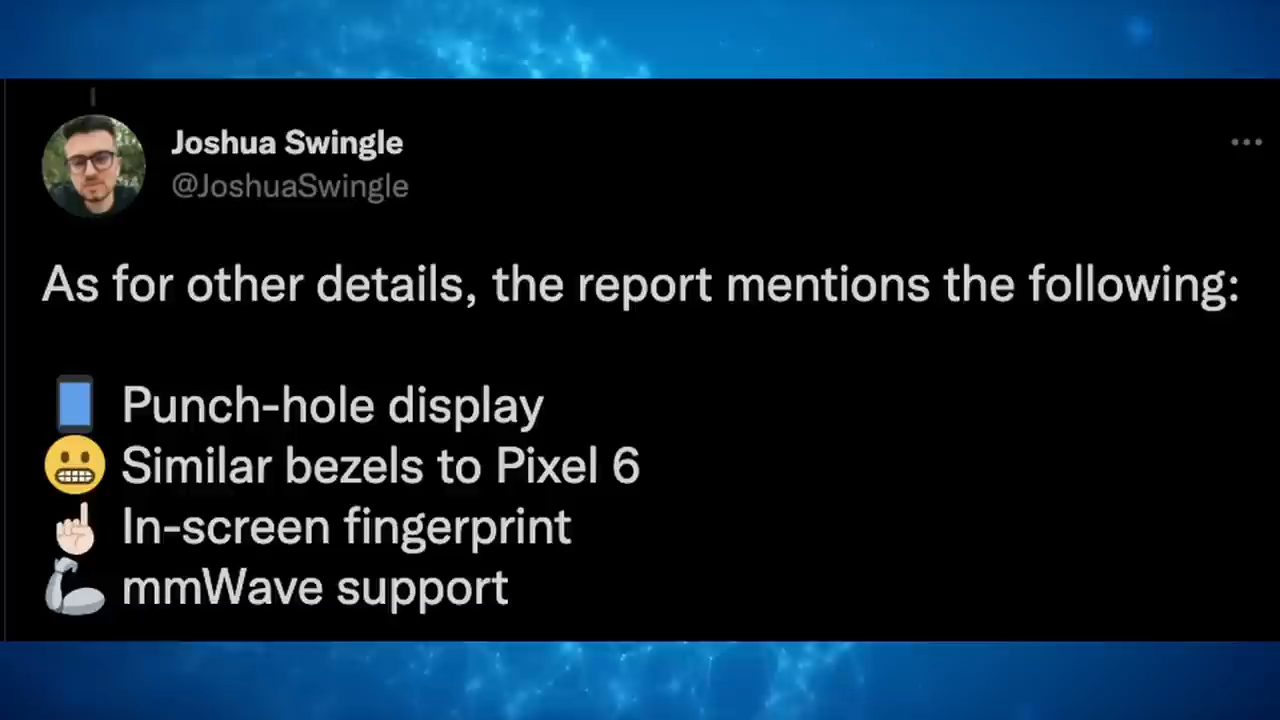 Joshua Swingle
@JoshuaSwingle
As for other details, the report mentions the following:
📱 Punch-hole display
😬 Similar bezels to Pixel 6
☝🏻 In-screen fingerprint
🦾 mmWave support